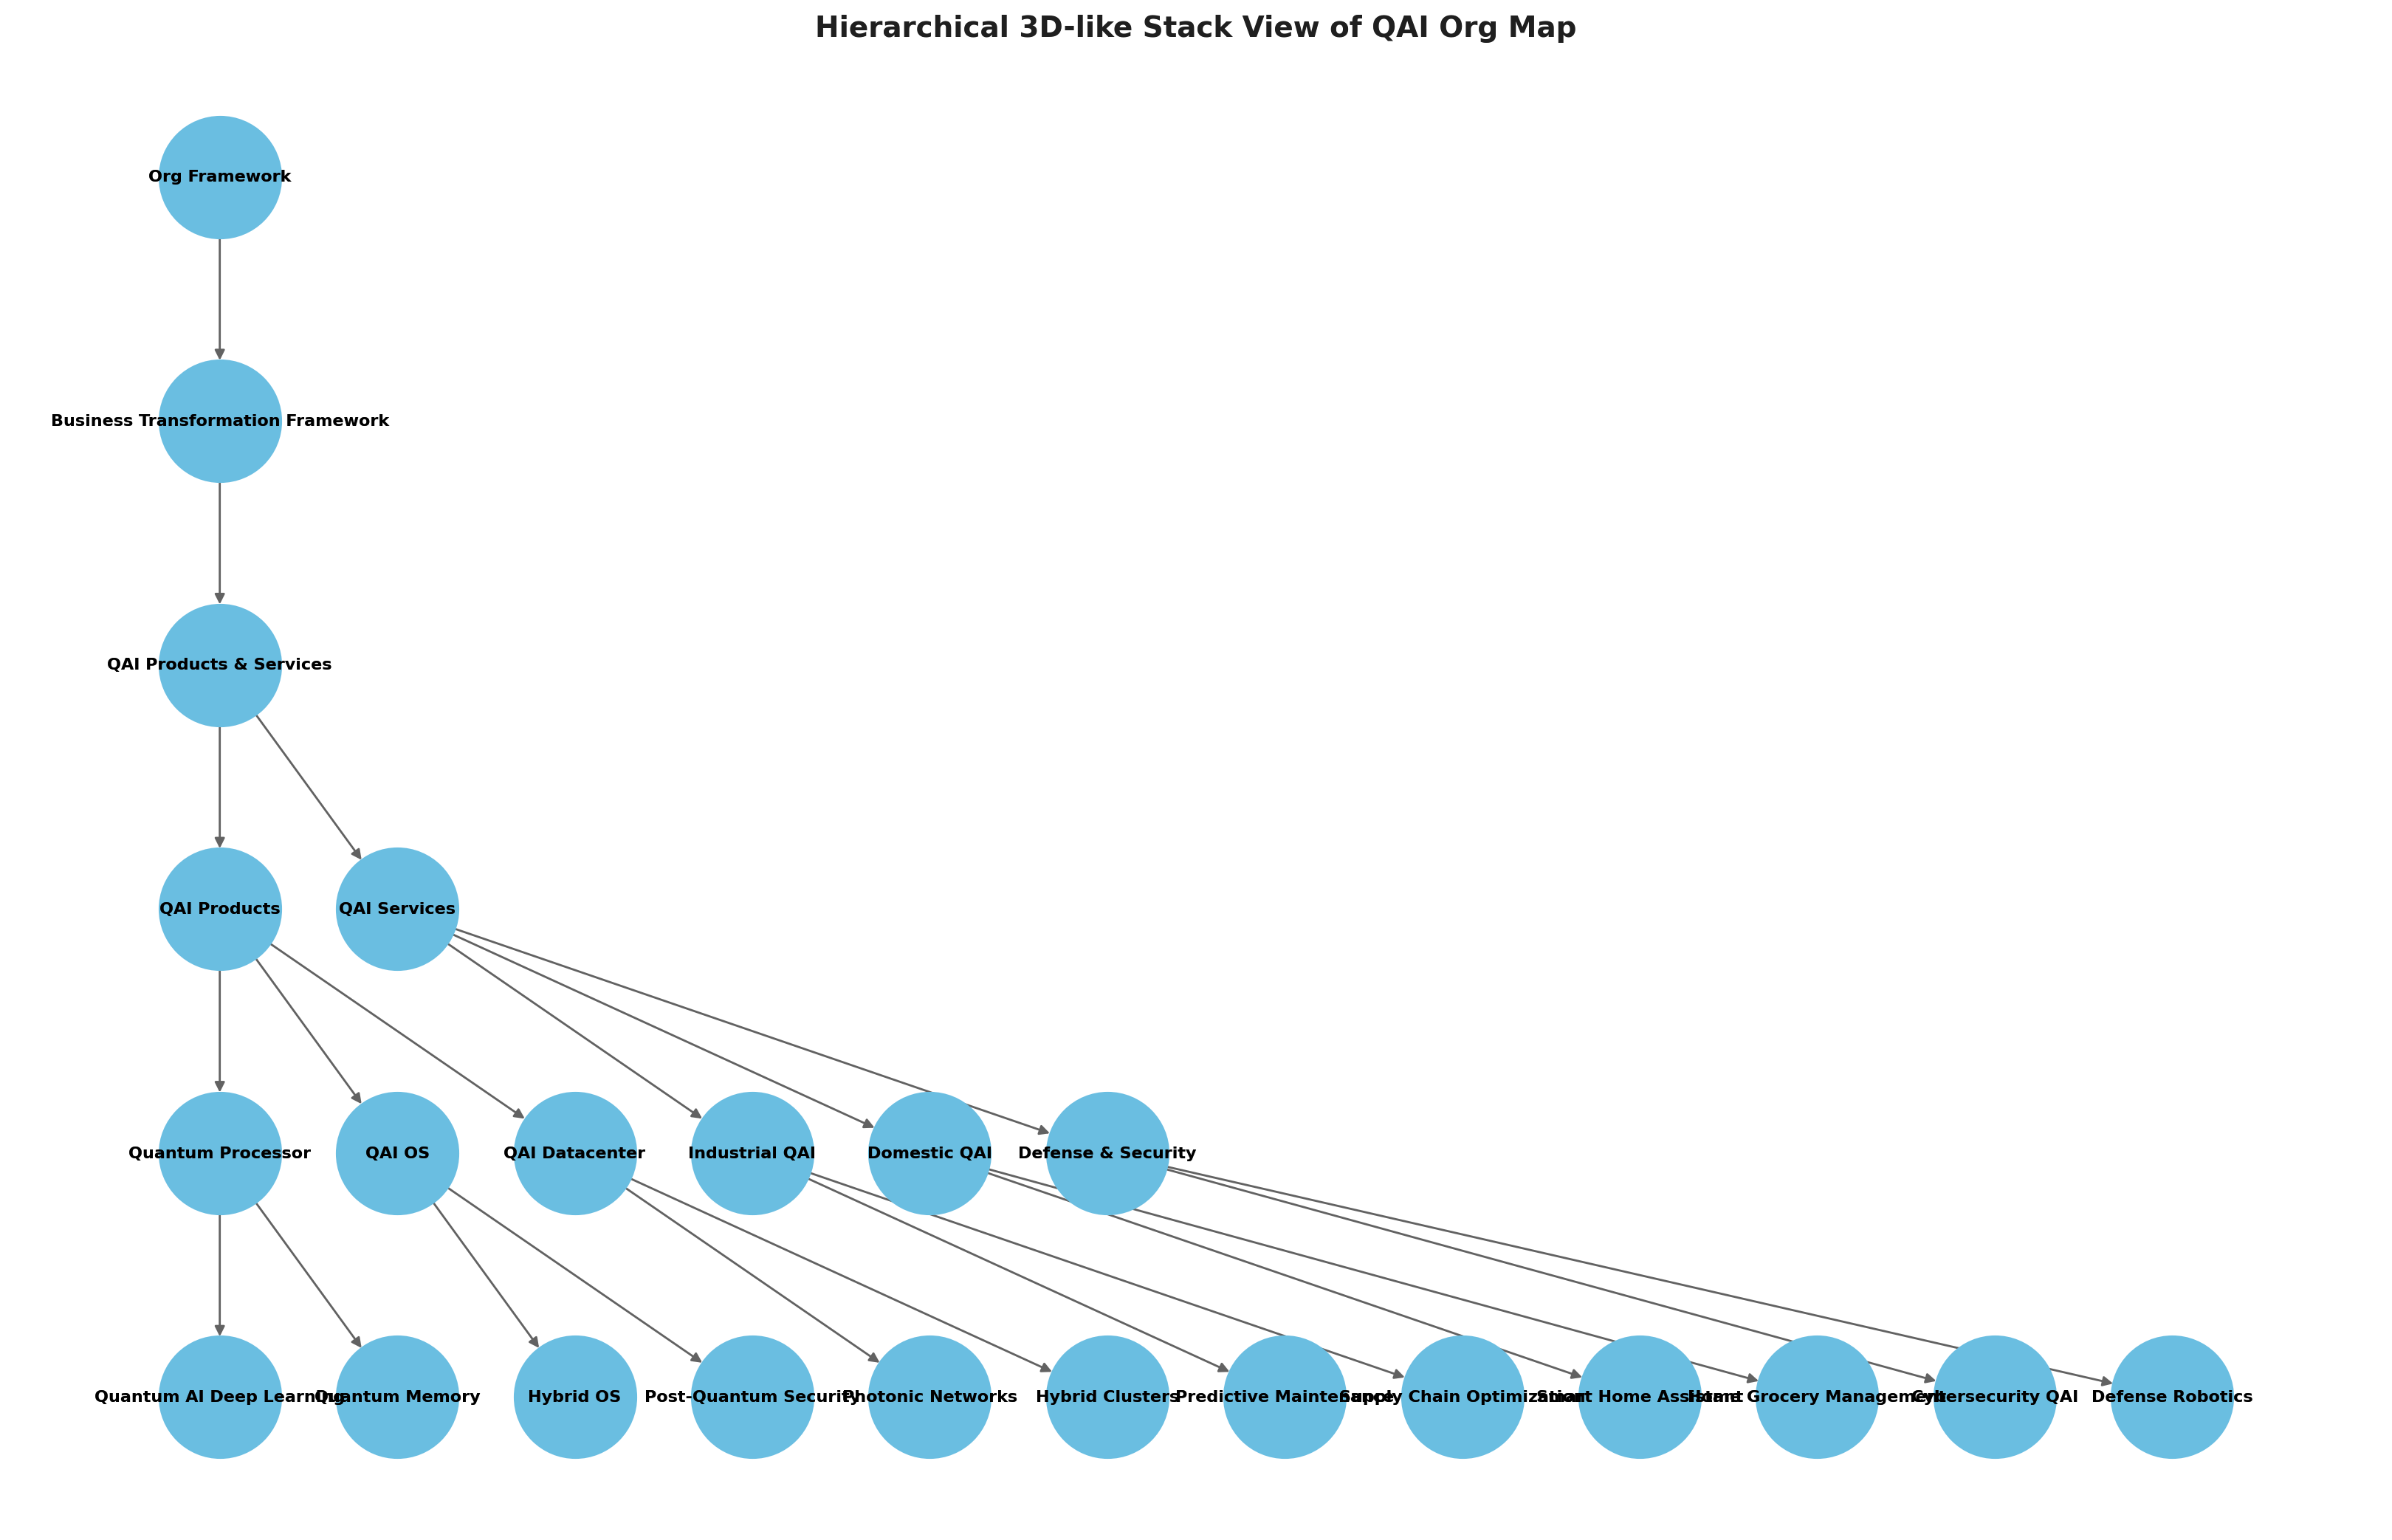 Hierarchical 3D-like Stack View of QAI Org Map
Org Framework
Business Transformation Framework
QAI Products & Services
QAI Products
QAI Services
Quantum Processor
QAI OS
QAI Datacenter
Industrial QAI
Domestic QAI
Defense & Security
Quantum AI Deep Learning
Quantum Memory
Hybrid OS
Post-Quantum Security
Photonic Networks
Hybrid Clusters
Predictive Maintenance
Supply Chain Optimization
Smart Home Assistant
Home Grocery Management
Cybersecurity QAI
Defense Robotics